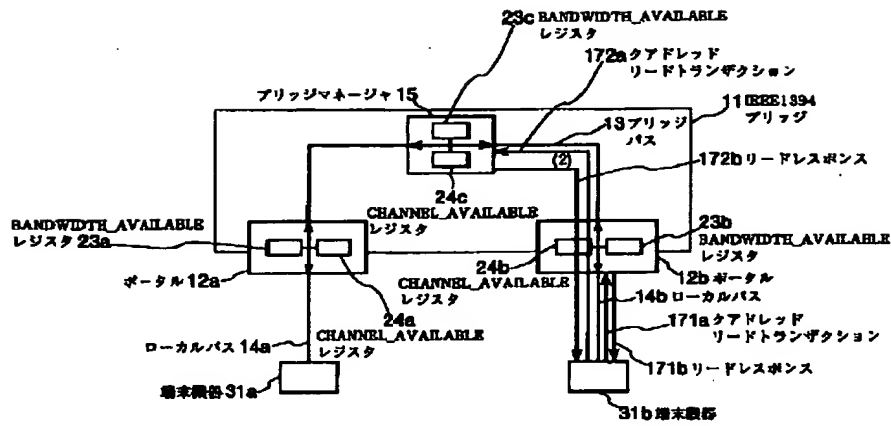 23c BANDWIDTH_AVAILABLE
レジスタ
172a クアドレッド
リードトランザクション
ブリッジマネージャ 15
11 IEEE1394
ブリッジ
13 ブリッジ
バス
(2)
172b リードレスポンス
24c
CHANNEL_AVAILABLE
レジスタ
BANDWIDTH_AVAILABLE
レジスタ 23a
23b
BANDWIDTH_AVAILABLE
レジスタ
24b
CHANNEL_AVAILABLE
レジスタ
ポータル 12a
12b ポータル
24a
CHANNEL_AVAILABLE
レジスタ
14b ローカルバス
171a クアドレッド
リードトランザクション
ローカルバス 14a
171b リードレスポンス
端末機器 31a
31b 端末機器